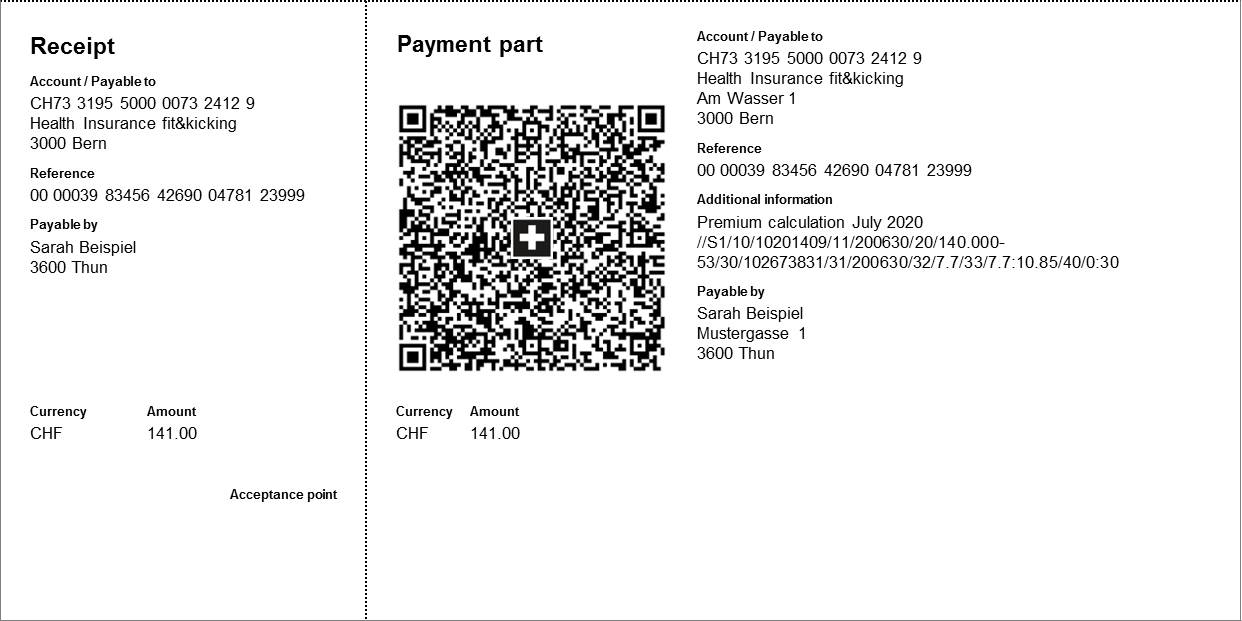 Receipt
Account / Payable to
CH73 3195 5000 0073 2412 9
Health Insurance fit&kicking
3000 Bern
Reference
00 00039 83456 42690 04781 23999
Payable by
Sarah Beispiel
3600 Thun
Currency Amount
CHF 141.00
Acceptance point
Payment part
Currency Amount
CHF 141.00
Account / Payable to
CH73 3195 5000 0073 2412 9
Health Insurance fit&kicking
Am Wasser 1
3000 Bern
Reference
00 00039 83456 42690 04781 23999
Additional information
Premium calculation July 2020
//S1/10/10201409/11/200630/20/140.000-
53/30/102673831/31/200630/32/7.7/33/7.7:10.85/40/0:30
Payable by
Sarah Beispiel
Mustergasse 1
3600 Thun